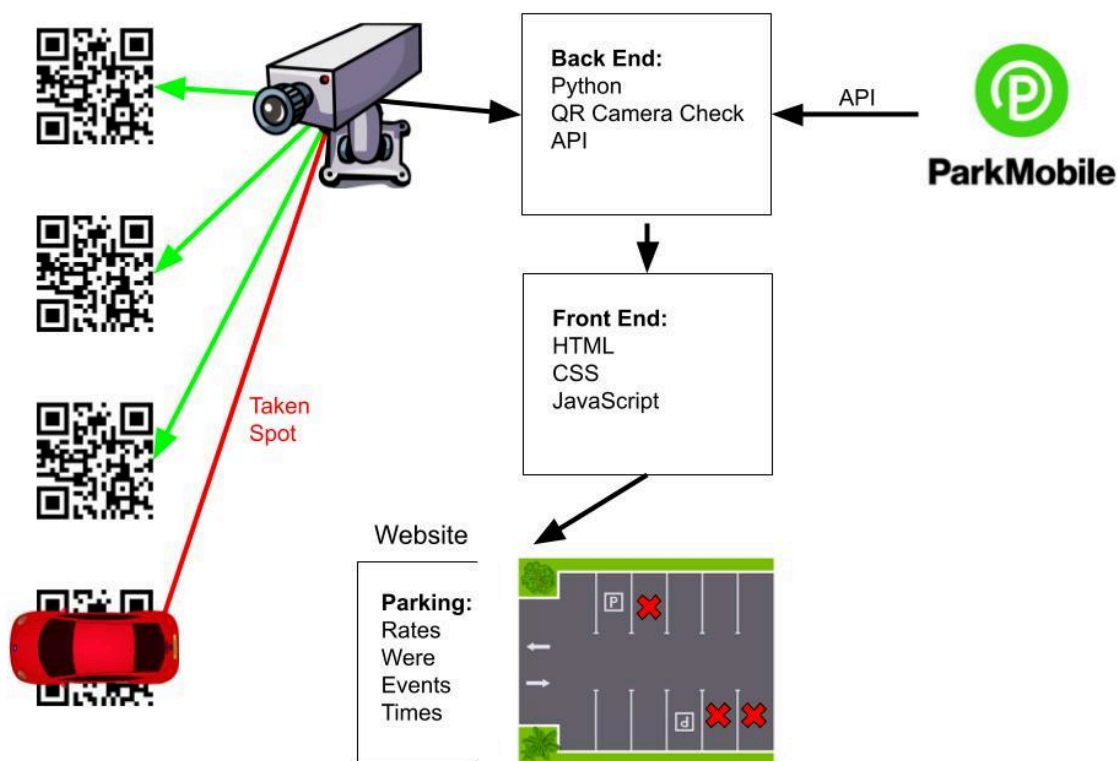 Back End:
Python
QR Camera Check
API
API
P
ParkMobile
Front End:
HTML
CSS
JavaScript
Taken
Spot
Website
Parking:
Rates
Were
Events
Times
P
P